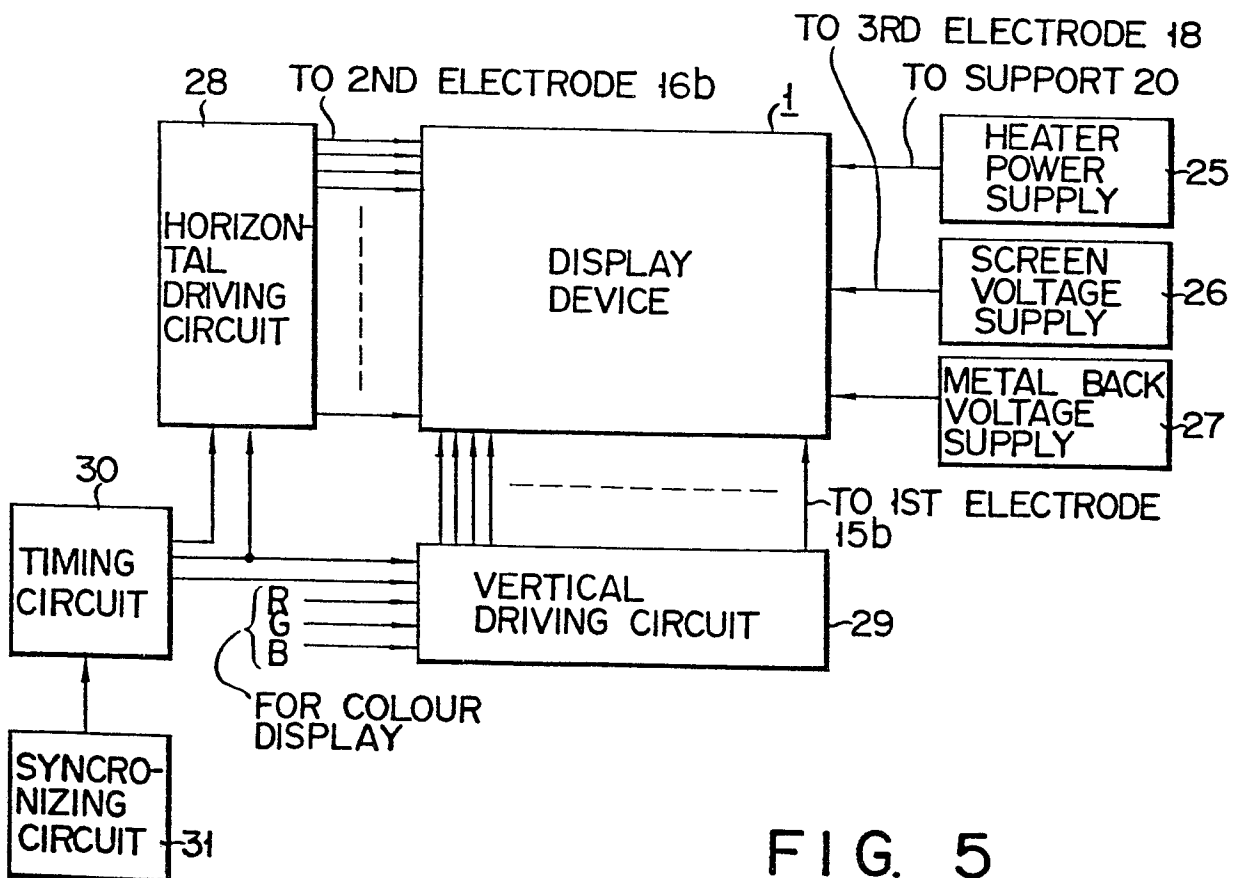 TO 3RD ELECTRODE 18
TO 2ND ELECTRODE 16b
TO SUPPORT 20
28
1
HORIZON-
TAL
DRIVING
CIRCUIT
DISPLAY
DEVICE
HEATER
POWER
SUPPLY
25
SCREEN
VOLTAGE
SUPPLY
26
METAL BACK
VOLTAGE
SUPPLY
27
30
TIMING
CIRCUIT
TO 1ST ELECTRODE
15b
R
G
B
VERTICAL
DRIVING CIRCUIT
29
FOR COLOUR
DISPLAY
SYNCRO-
NIZING
CIRCUIT
31
FIG. 5